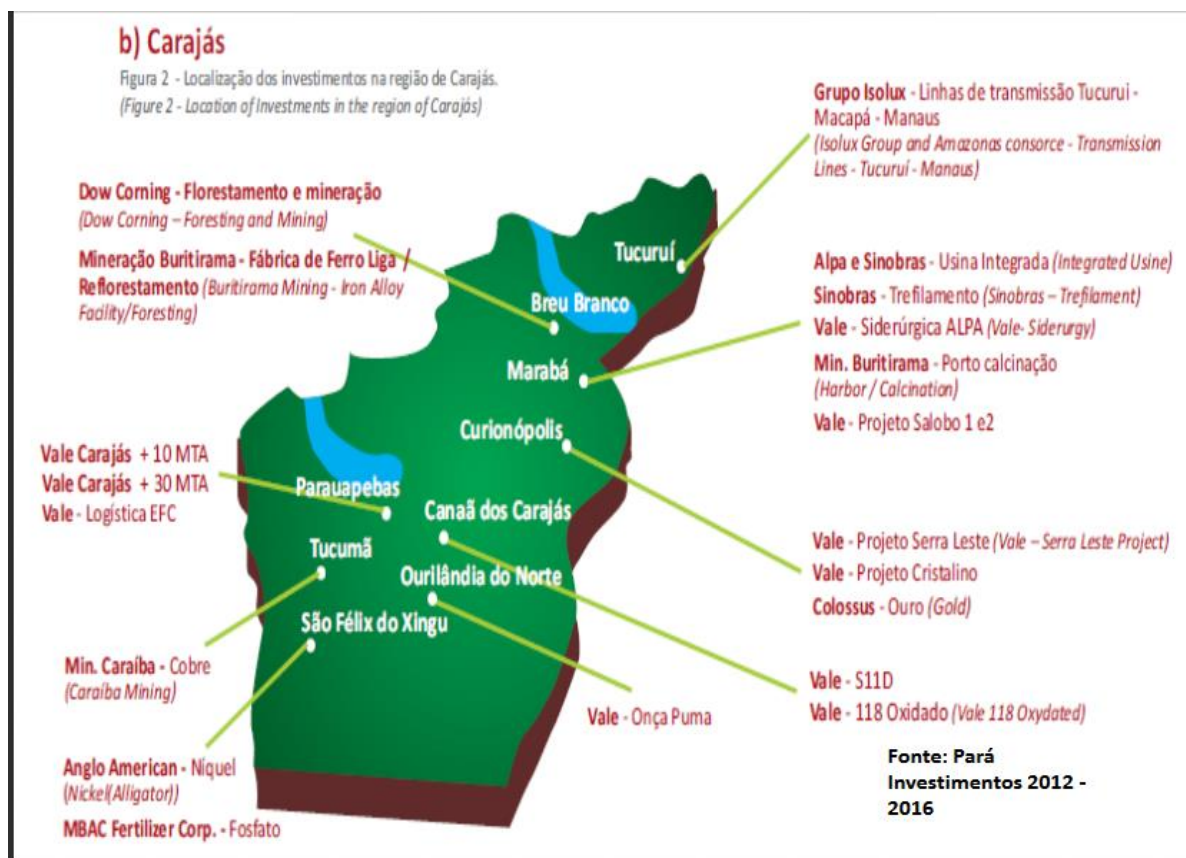 b) Carajás
Figura 2 - Localização dos investimentos na região de Carajás.
(Figure 2 - Location of Investments in the region of Carajás)
Grupo Isolux - Linhas de transmissão Tucurui -
Macapá - Manaus
(Isolux Group and Amazonas consorce - Transmission
Lines - Tucuruí - Manaus)
Dow Corning - Florestamento e mineração
(Dow Corning – Foresting and Mining)
Mineração Buritirama - Fábrica de Ferro Liga /
Reflorestamento (Buritirama Mining - Iron Alloy
Facility/Foresting)
Tucuruí
Breu Branco
Marabá
Curionópolis
Parauapebas
Canaã dos Carajás
Tucumã
Ourilândia do Norte
São Félix do Xingu
Alpa e Sinobras - Usina Integrada (Integrated Usine)
Sinobras - Trefilamento (Sinobras – Trefilament)
Vale - Siderúrgica ALPA (Vale- Siderurgy)
Min. Buritirama - Porto calcinação
(Harbor / Calcination)
Vale - Projeto Salobo 1 e2
Vale Carajás + 10 MTA
Vale Carajás + 30 MTA
Vale - Logística EFC
Vale - Projeto Serra Leste (Vale – Serra Leste Project)
Vale - Projeto Cristalino
Colossus - Ouro (Gold)
Min. Caraíba - Cobre
(Caraíba Mining)
Vale - S11D
Vale - 118 Oxidado (Vale 118 Oxydated)
Vale - Onça Puma
Anglo American - Níquel
(Nickel(Alligator))
MBAC Fertilizer Corp. - Fosfato
Fonte: Pará
Investimentos 2012 -
2016